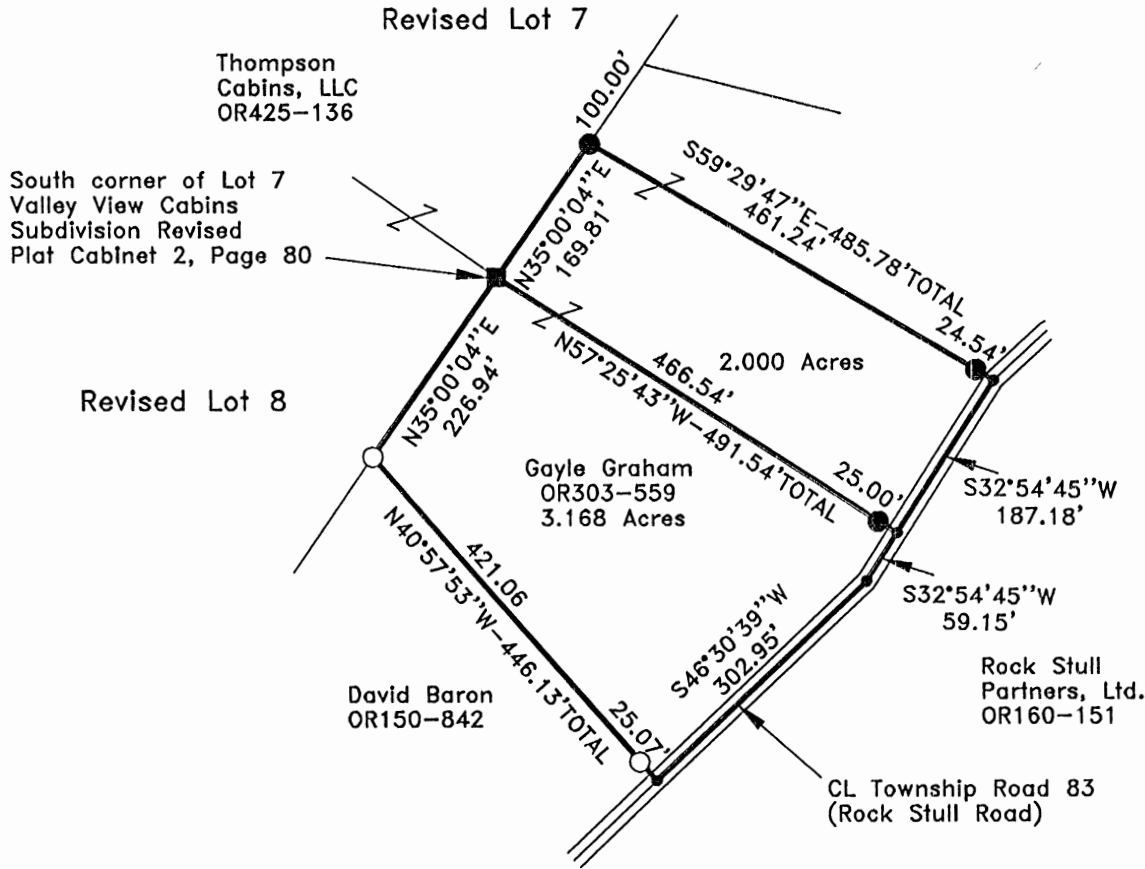 Revised Lot 7
Thompson
Cabins, LLC
OR425-136
100.00'
South corner of Lot 7
Valley View Cabins
Subdivision Revised
Plat Cabinet 2, Page 80
N35°00'04''E
169.81'
S59°29'47''E-485.78'TOTAL
461.24'
24.54'
2.000 Acres
466.54'
N57°25'43''W-491.54'TOTAL
25.00'
Revised Lot 8
N35°00'04''E
226.94'
Gayle Graham
OR303-559
3.168 Acres
S32°54'45''W
187.18'
S32°54'45''W
59.15'
421.06
N40°57'53''W-446.13'TOTAL
25.07'
S46°30'39''W
302.95'
David Baron
OR150-842
Rock Stull
Partners, Ltd.
OR160-151
CL Township Road 83
(Rock Stull Road)